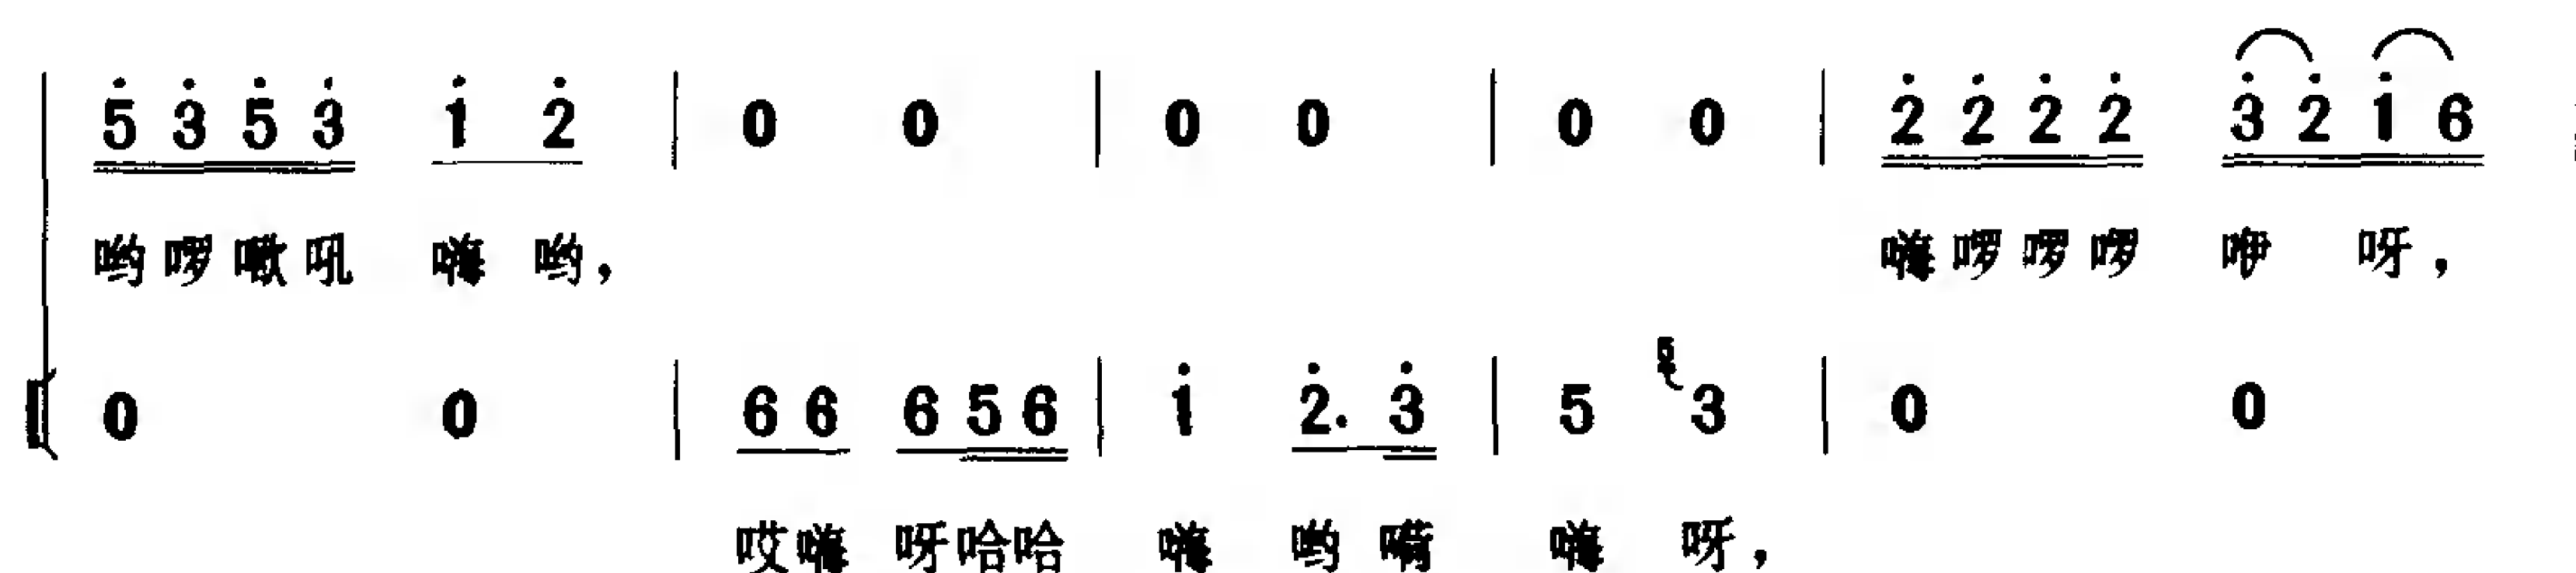 5 3 5 3 1 2 | 0 0 | 0 0 | 0 0 | 2 2 2 2 3 2 1 6
哟啰嗽吼 嗨 哟， 嗨啰啰啰 咿 呀，
0 0 | 6 6 6 5 6 | 1 2. 3 | 5 5 3 | 0 0
哎嗨 呀哈哈 嗨 哟 嗬 嗨 呀，